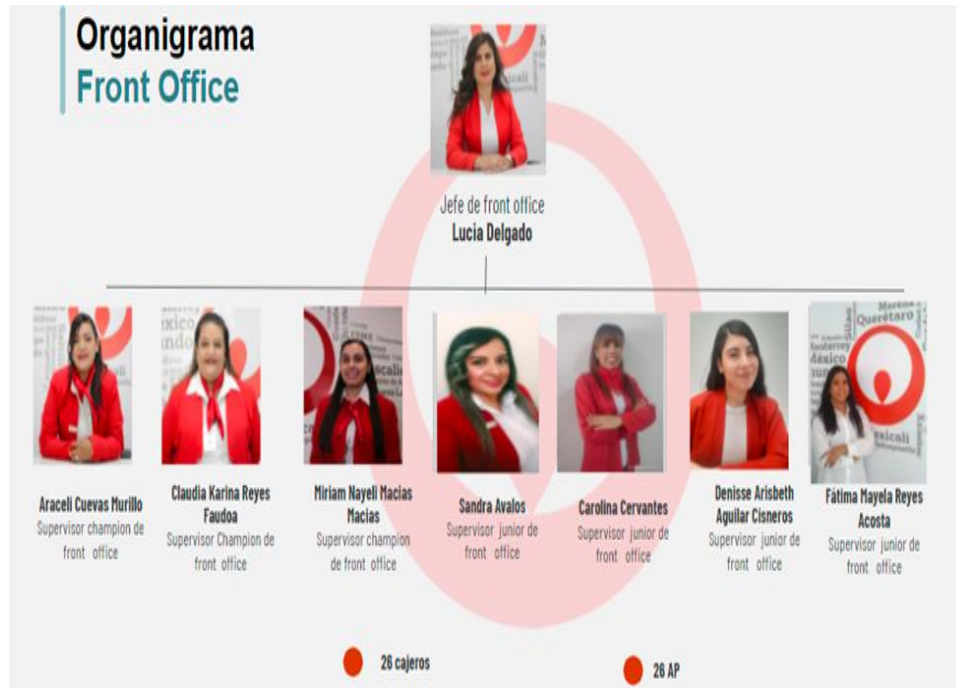 Organigrama
Front Office
Jefe de front office
Lucia Delgado
Araceli Cuevas Murillo
Supervisor champion de
front office
Claudia Karina Reyes
Faudoa
Supervisor Champion de
front office
Miriam Nayeli Macias
Macias
Supervisor champion
de front office
Sandra Avalos
Supervisor junior de
front office
Carolina Cervantes
Supervisor junior de
front office
Denisse Arisbeth
Aguilar Cisneros
Supervisor junior de
front office
Fátima Mayela Reyes
Acosta
Supervisor junior de
front office
Querétaro
México
26 cajeros
26 AP